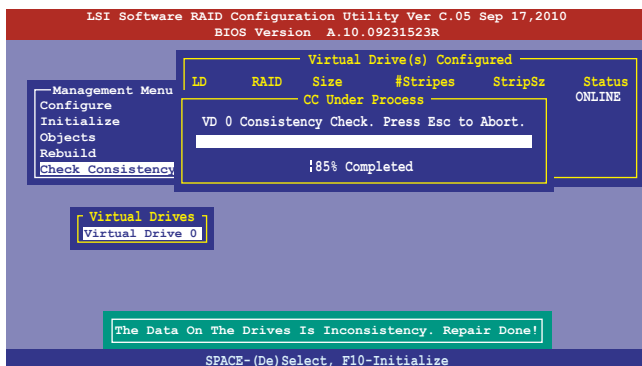 LSI Software RAID Configuration Utility Ver C.05 Sep 17,2010
BIOS Version A.10.09231523R
Virtual Drive(s) Configured
LD RAID Size #Stripes StripSz Status
ONLINE
Management Menu
Configure
Initialize
Objects
Rebuild
Check Consistency
CC Under Process
VD 0 Consistency Check. Press Esc to Abort.
85% Completed
Virtual Drives
Virtual Drive 0
The Data On The Drives Is Inconsistency. Repair Done!
SPACE-(De)Select, F10-Initialize